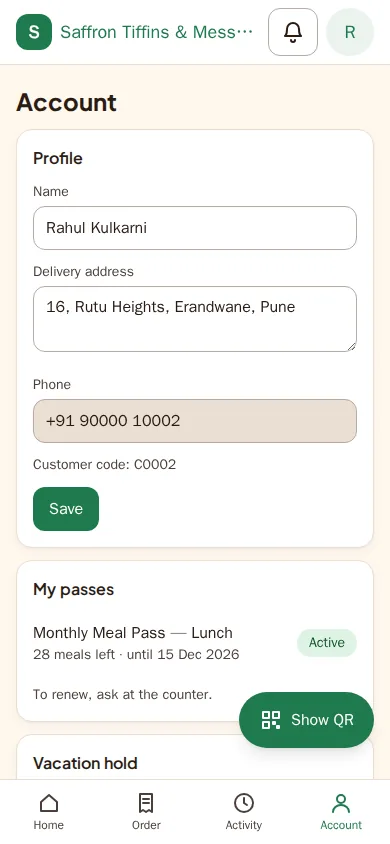 S Saffron Tiffins & Mess··· R
Account
Profile
Name
Rahul Kulkarni
Delivery address
16, Rutu Heights, Erandwane, Pune
Phone
+91 90000 10002
Customer code: C0002
Save
My passes
Monthly Meal Pass — Lunch
Active
28 meals left · until 15 Dec 2026
To renew, ask at the counter.
Show QR
Vacation hold
Home Order Activity Account